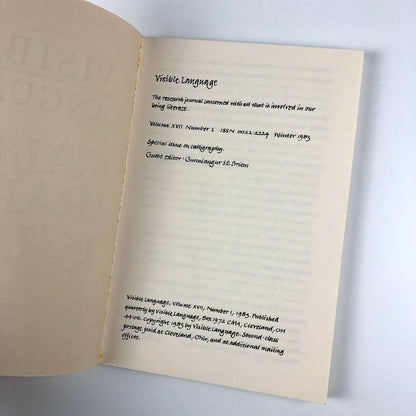 Visible Language
The research journal concerned with all that is involved in our
being literate.
Volume XVII Number 1 ISSN 0022-2224 Winter 1983
Special issue on calligraphy.
Guest editor: Gunnlaugur SE Briem
Visible Language, Volume XVII, Number 1, 1983. Published
quarterly by Visible Language, Box 1972 CMA, Cleveland, OH
44106. Copyright 1983 by Visible Language. Second-class
postage paid at Cleveland, Ohio, and at additional mailing
offices.